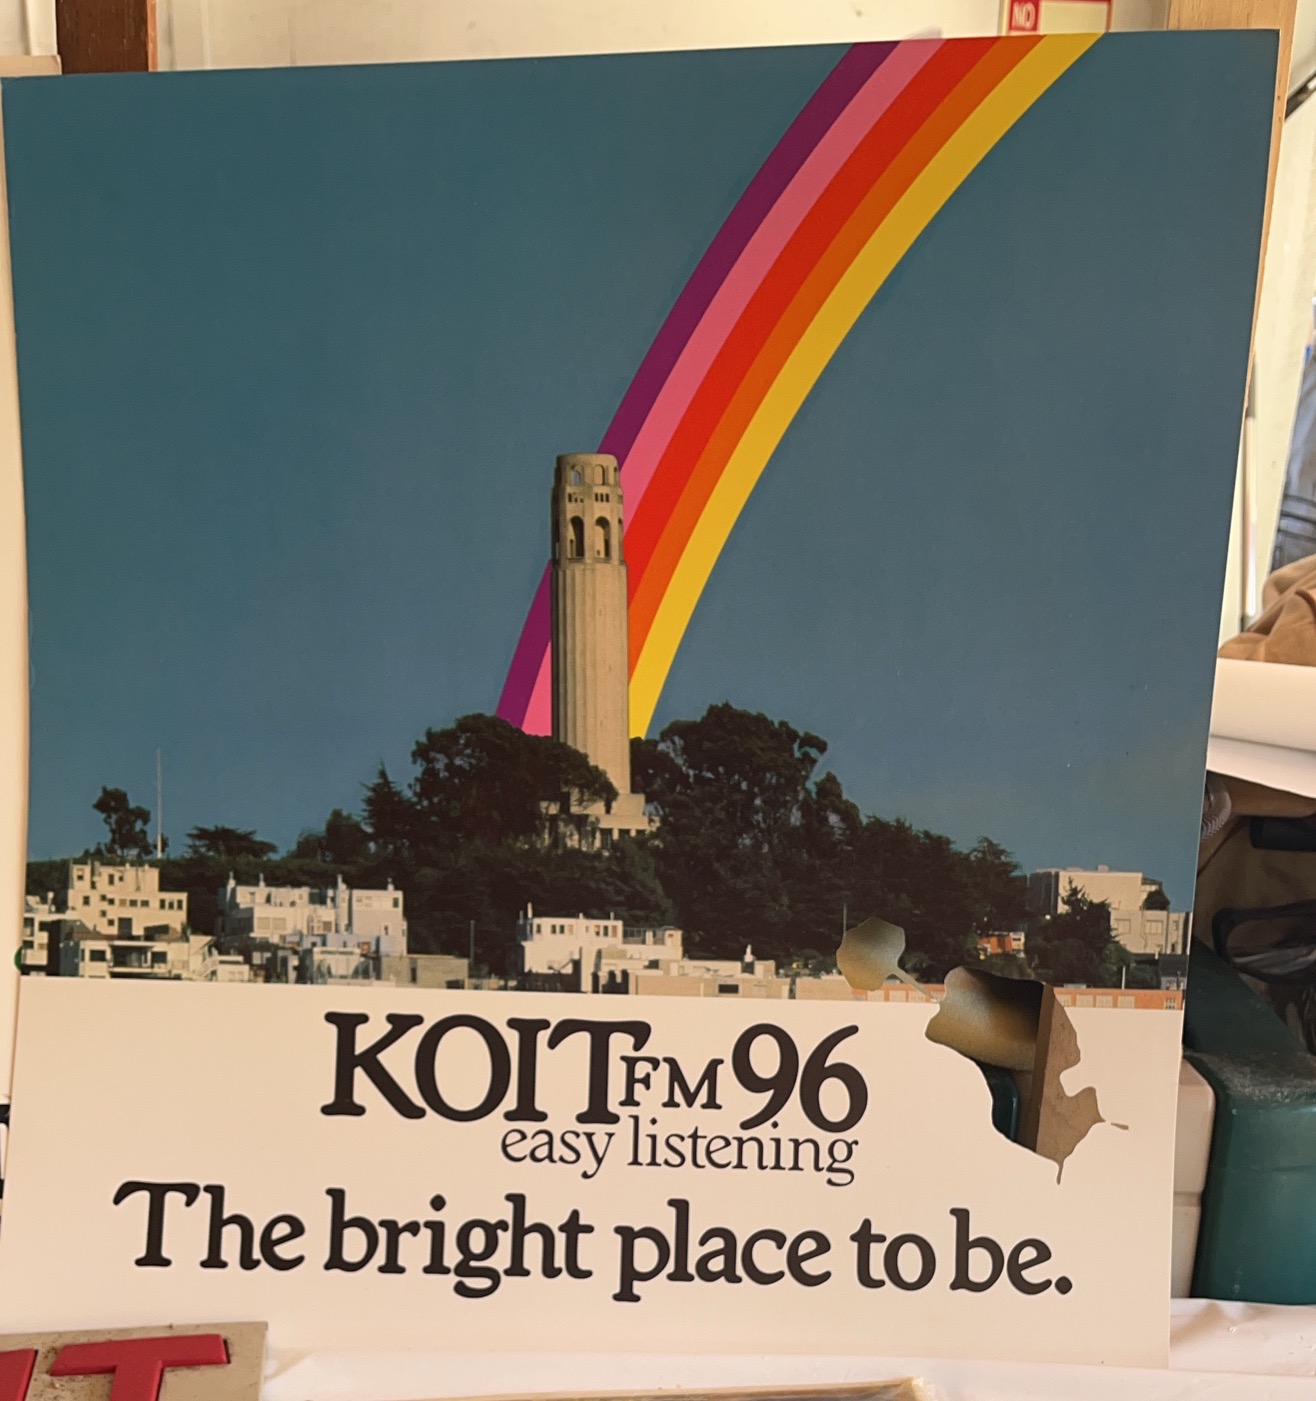 KOIT FM 96
easy listening
The bright place to be.